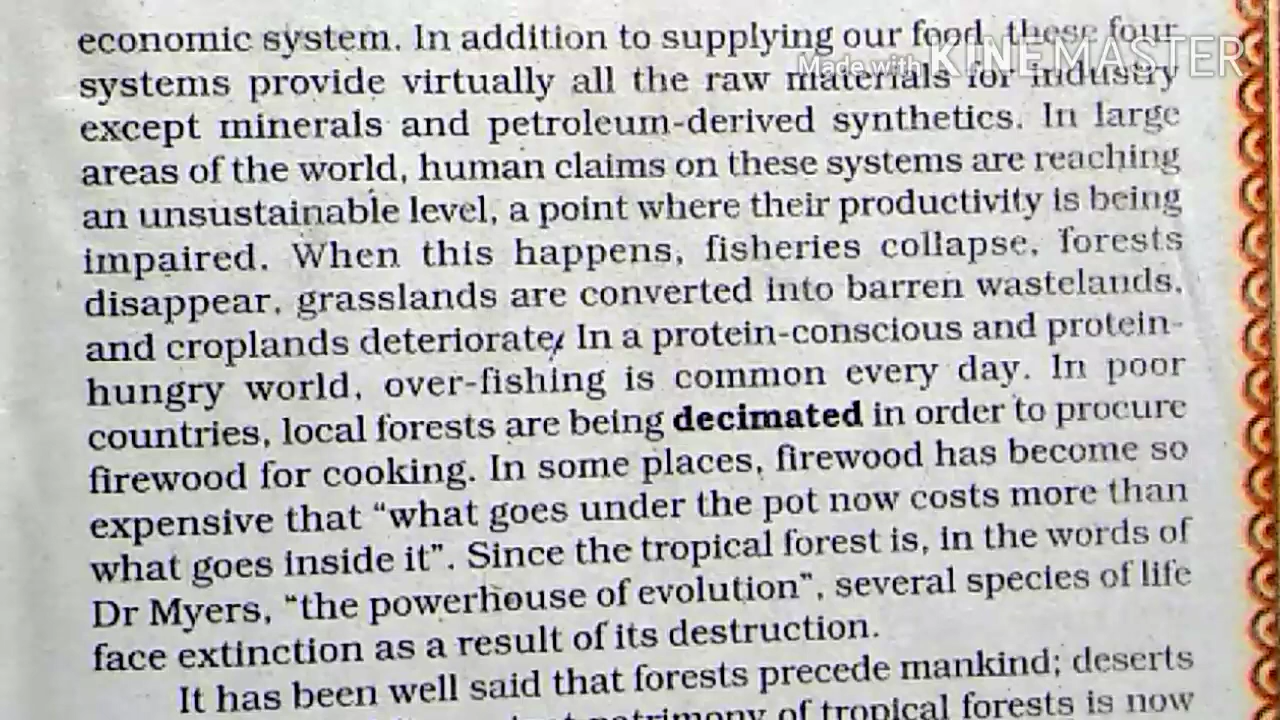 Made with KINEMASTER
economic system. In addition to supplying our food, these four
systems provide virtually all the raw materials for industry
except minerals and petroleum-derived synthetics. In large
areas of the world, human claims on these systems are reaching
an unsustainable level, a point where their productivity is being
impaired. When this happens, fisheries collapse, forests
disappear, grasslands are converted into barren wastelands,
and croplands deteriorate. In a protein-conscious and protein-
hungry world, over-fishing is common every day. In poor
countries, local forests are being decimated in order to procure
firewood for cooking. In some places, firewood has become so
expensive that “what goes under the pot now costs more than
what goes inside it”. Since the tropical forest is, in the words of
Dr Myers, “the powerhouse of evolution”, several species of life
face extinction as a result of its destruction.
It has been well said that forests precede mankind; deserts
patrimony of tropical forests is now